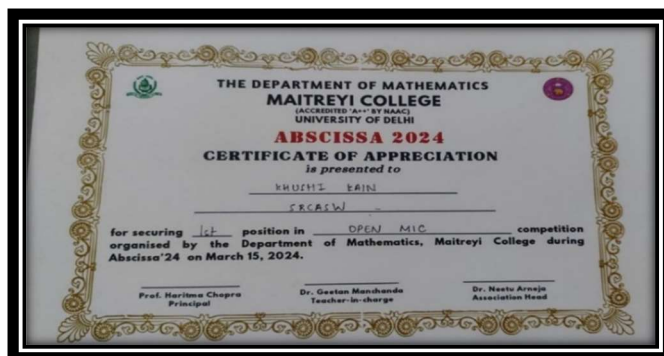 THE DEPARTMENT OF MATHEMATICS
MAITREYI COLLEGE
(ACCREDITED 'A++' BY NAAC)
UNIVERSITY OF DELHI
ABSCISSA 2024
CERTIFICATE OF APPRECIATION
is presented to
KHUSHI KAIN
SRCASW
for securing 1st position in OPEN MIC competition
organised by the Department of Mathematics, Maitreyi College during
Abscissa'24 on March 15, 2024.
Prof. Haritma Chopra
Principal
Dr. Geetan Manchanda
Teacher-in-charge
Dr. Neetu Arneja
Association Head